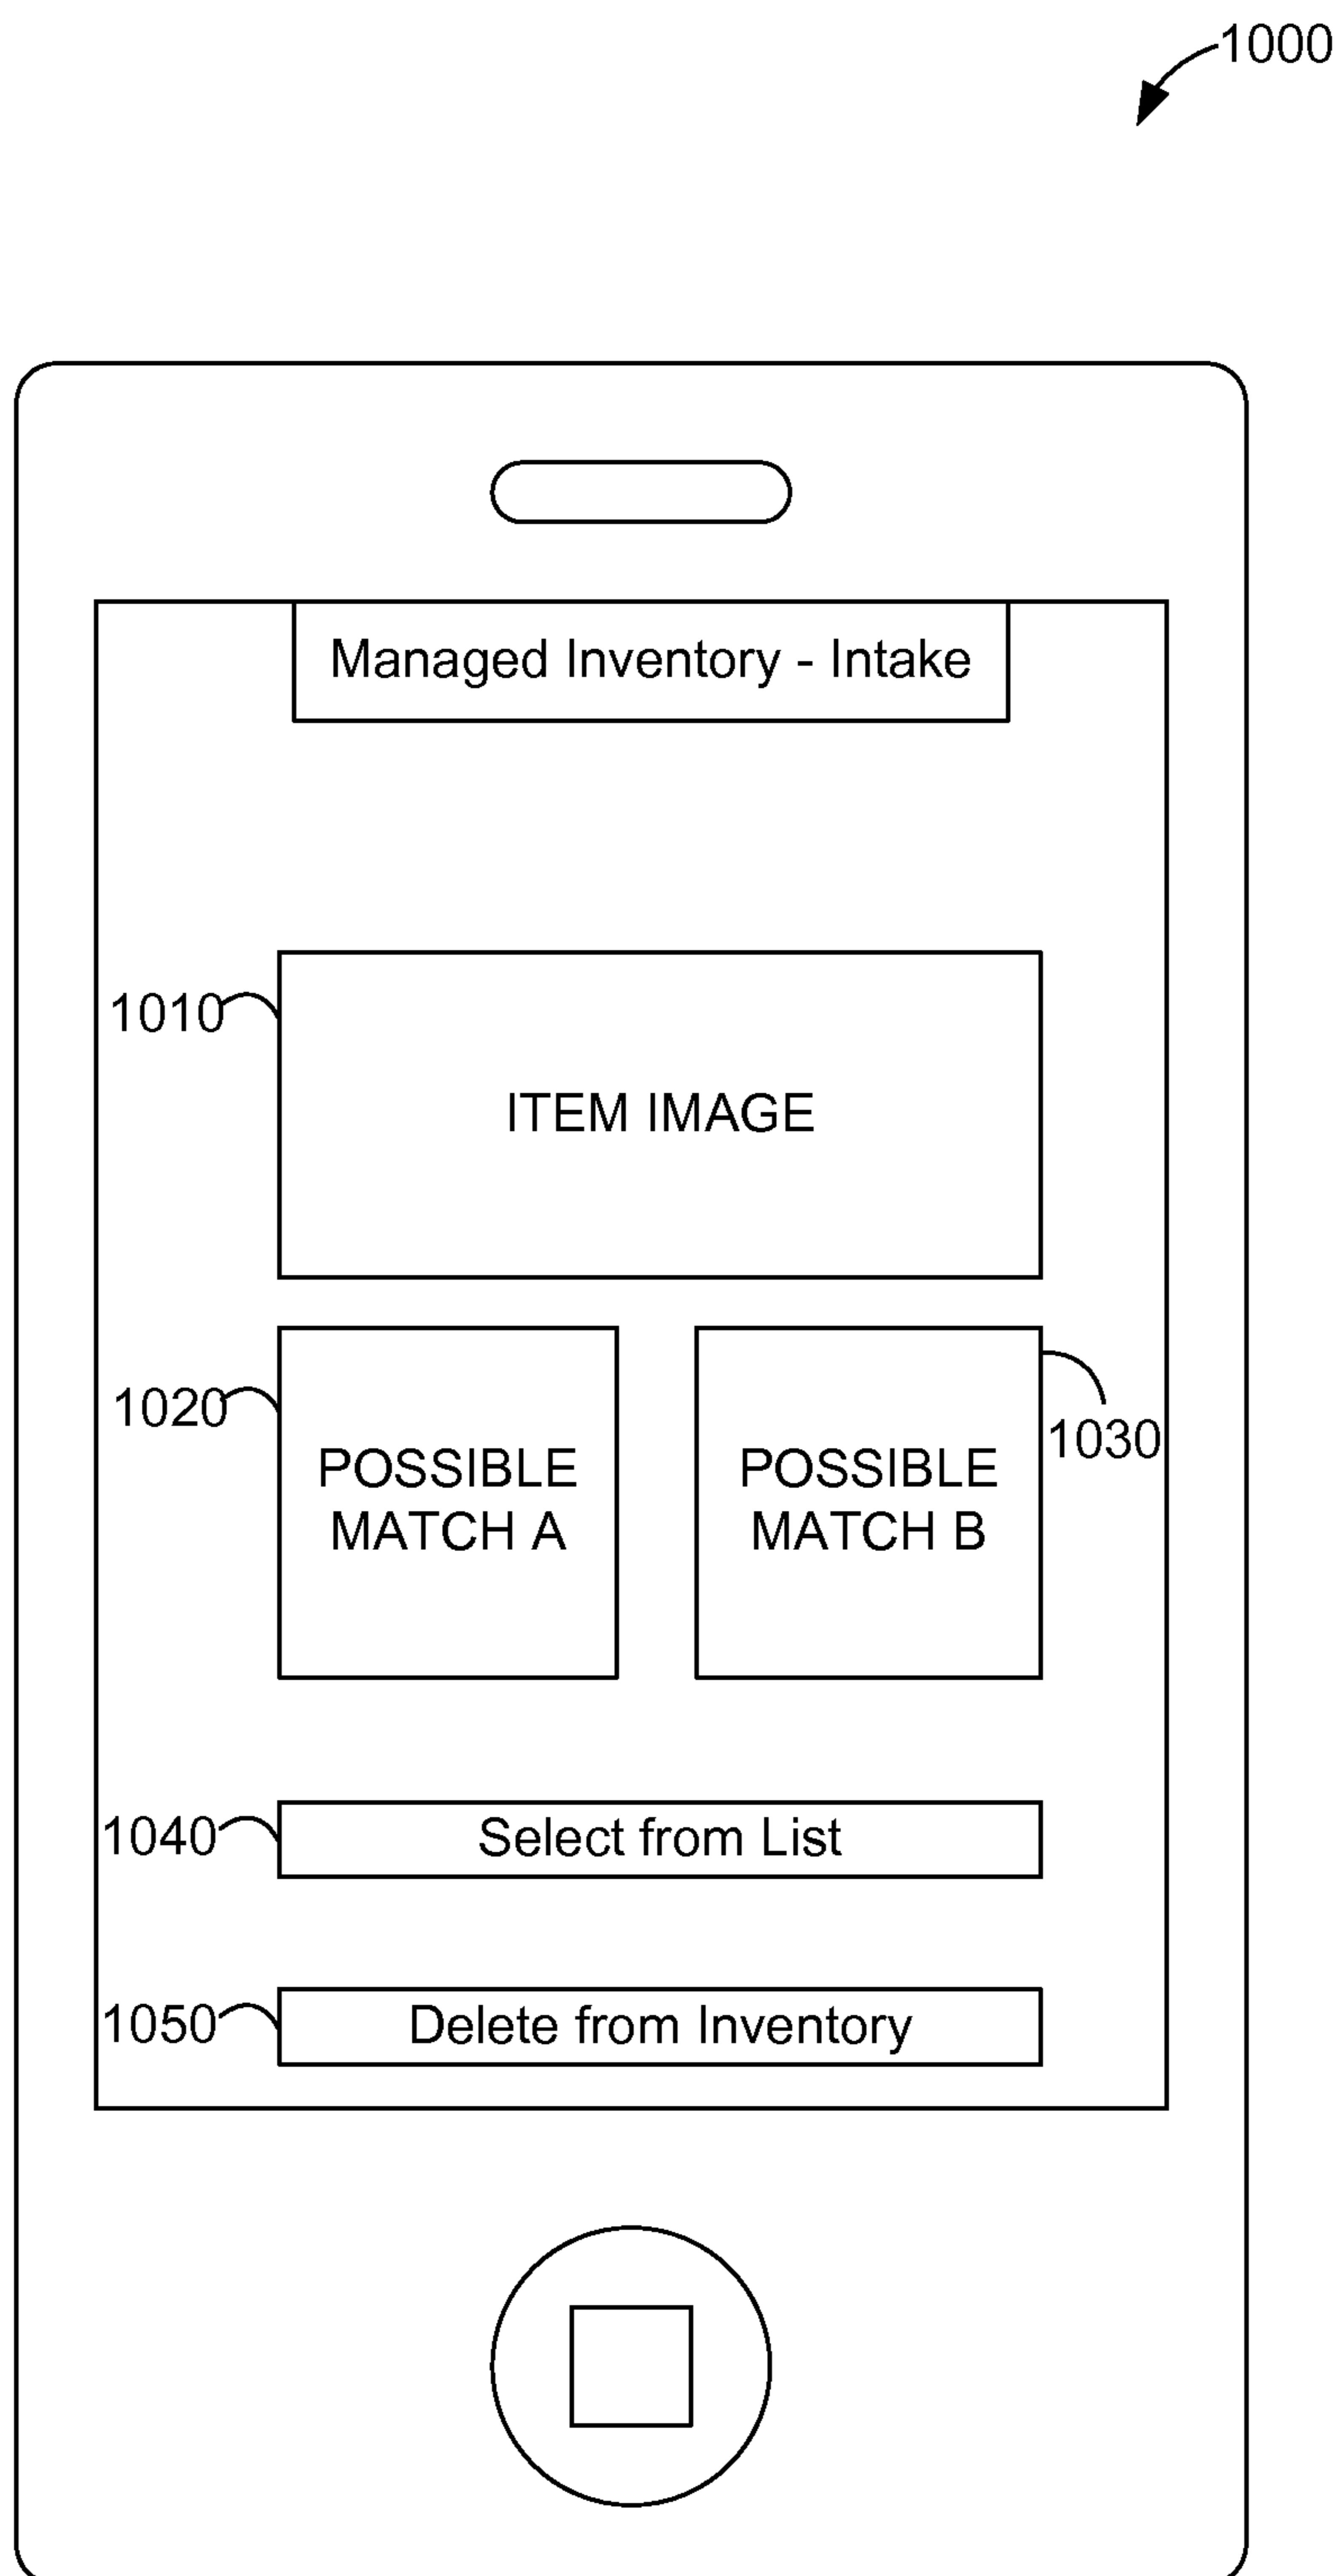 1000
Managed Inventory - Intake
1010
ITEM IMAGE
1020
POSSIBLE
MATCH A
POSSIBLE
MATCH B
1030
1040
Select from List
1050
Delete from Inventory